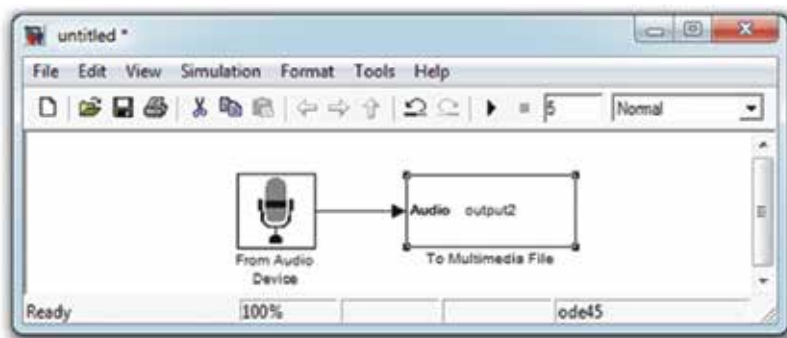 untitled *
File Edit View Simulation Format Tools Help
5 Normal
Audio output2
From Audio
Device
To Multimedia File
Ready 100% ode45